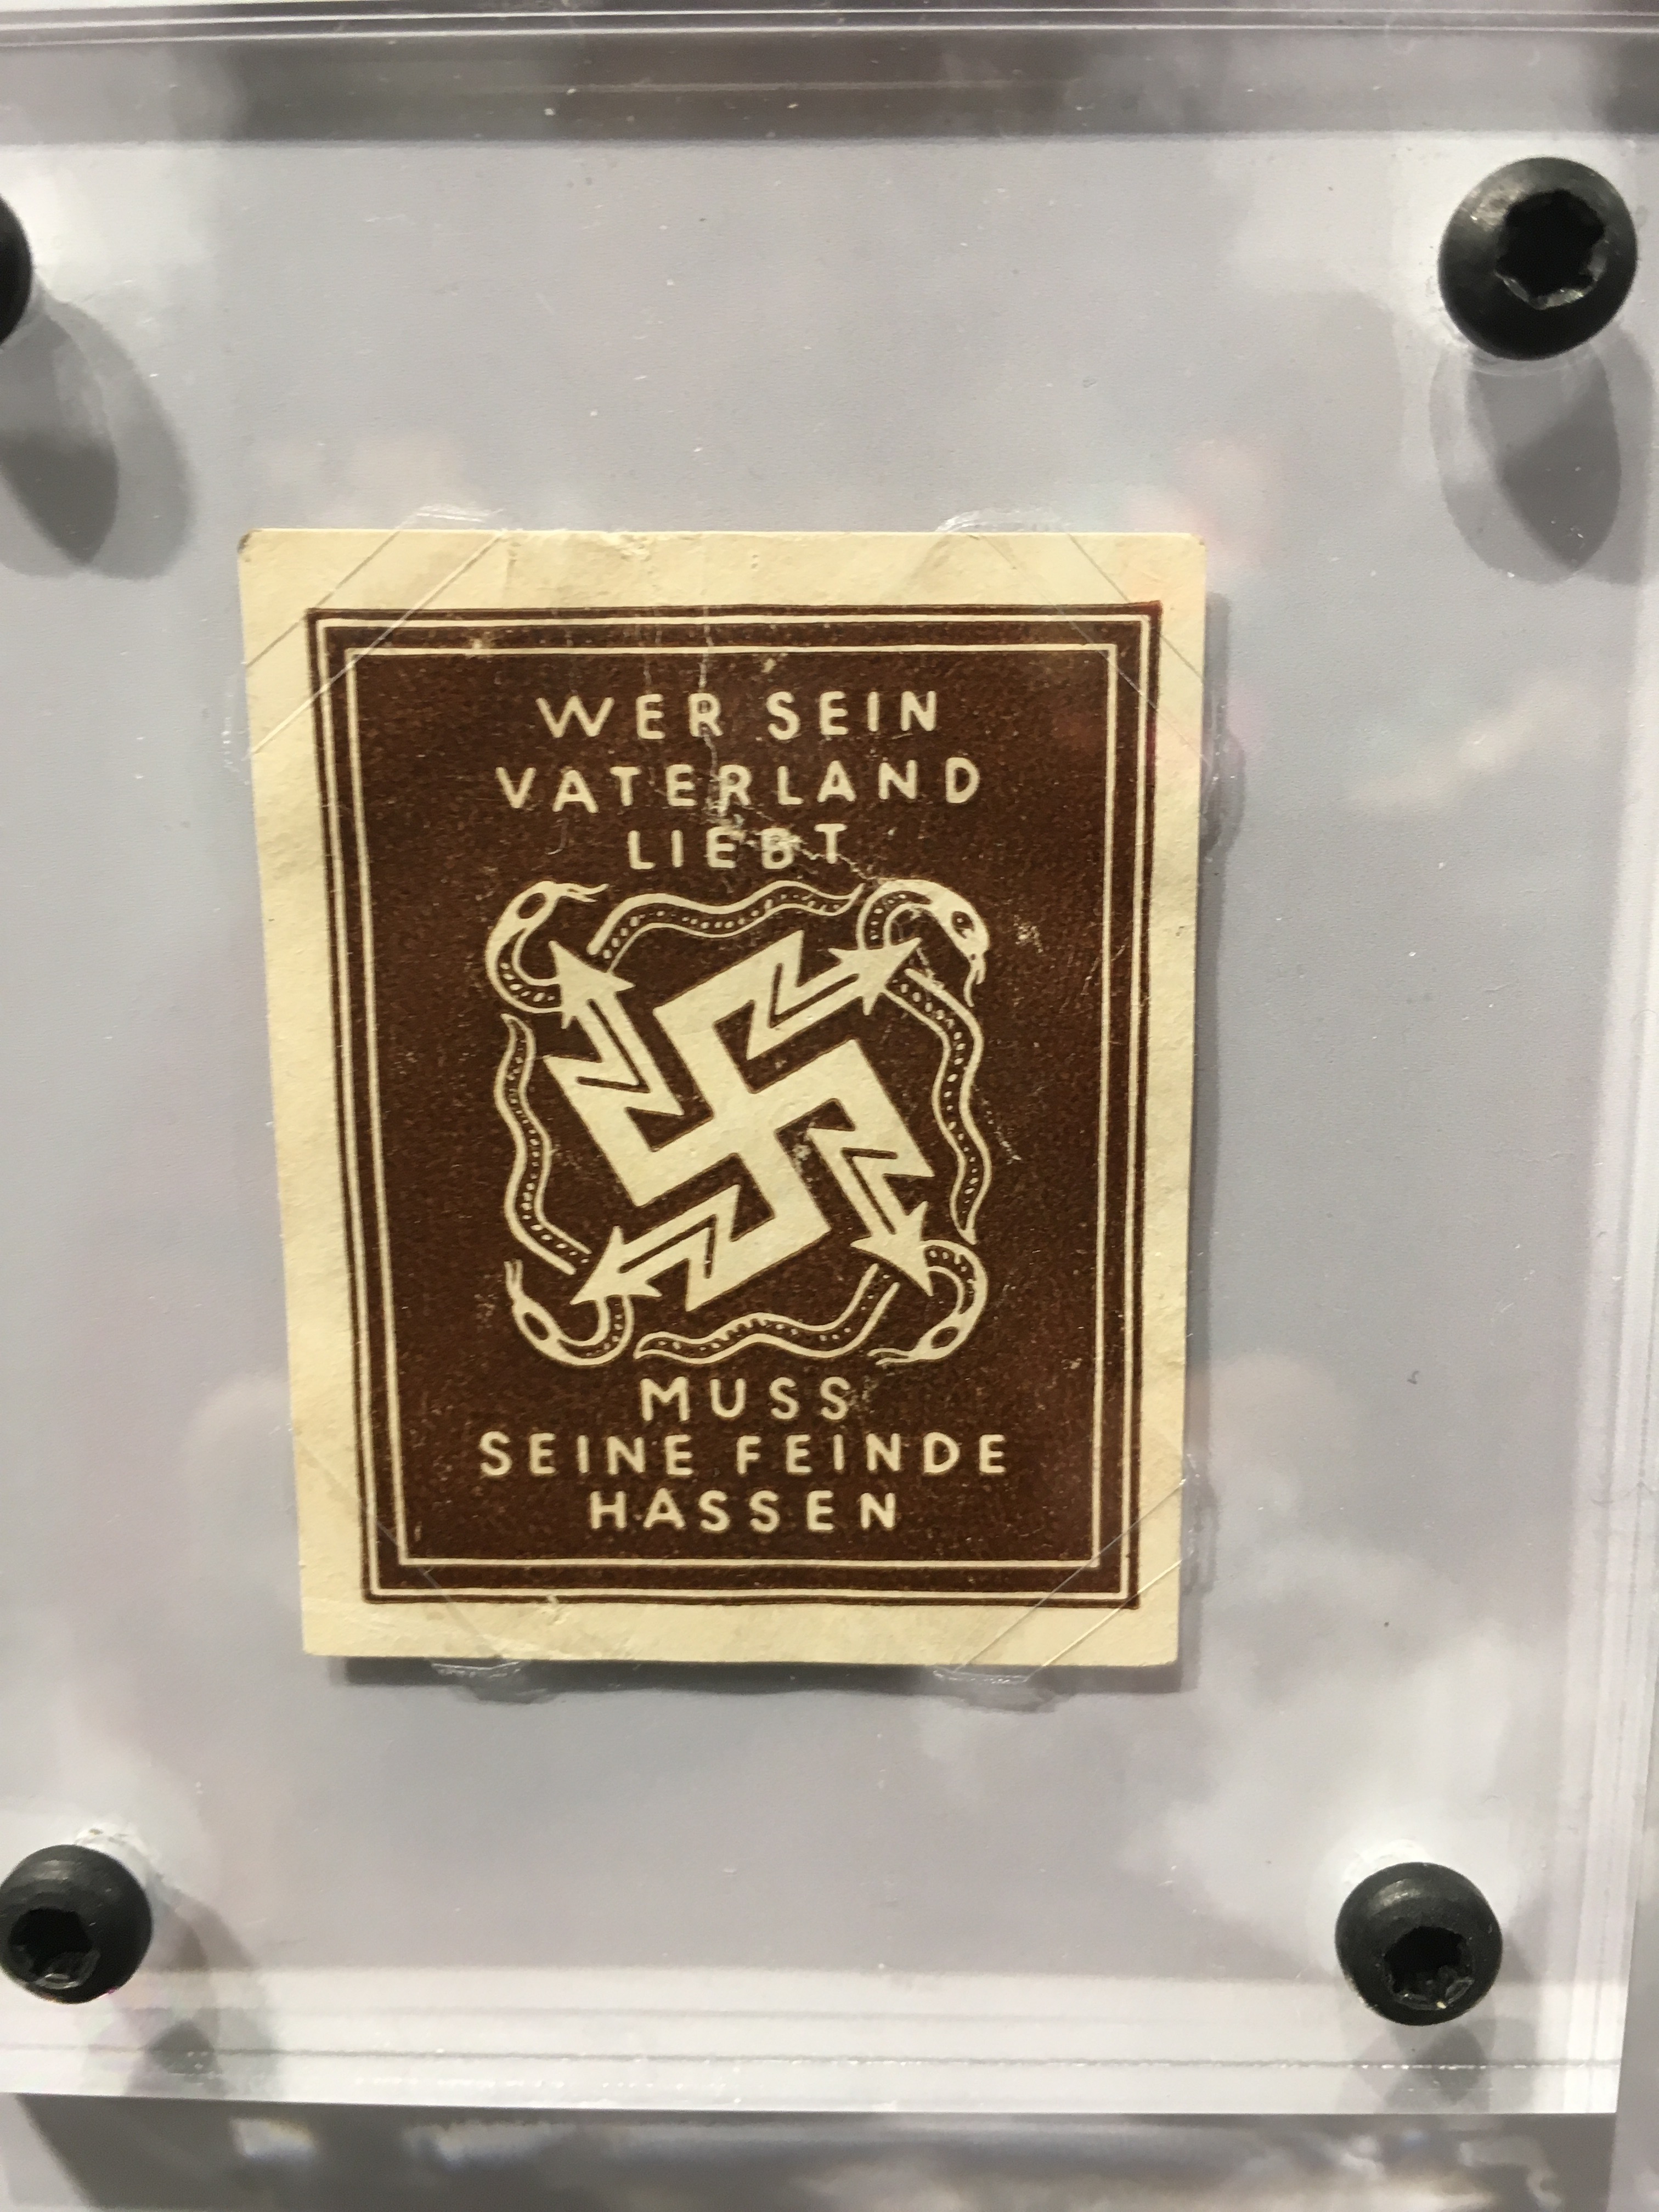 WER SEIN
VATERLAND
LIEBT
MUSS
SEINE FEINDE
HASSEN